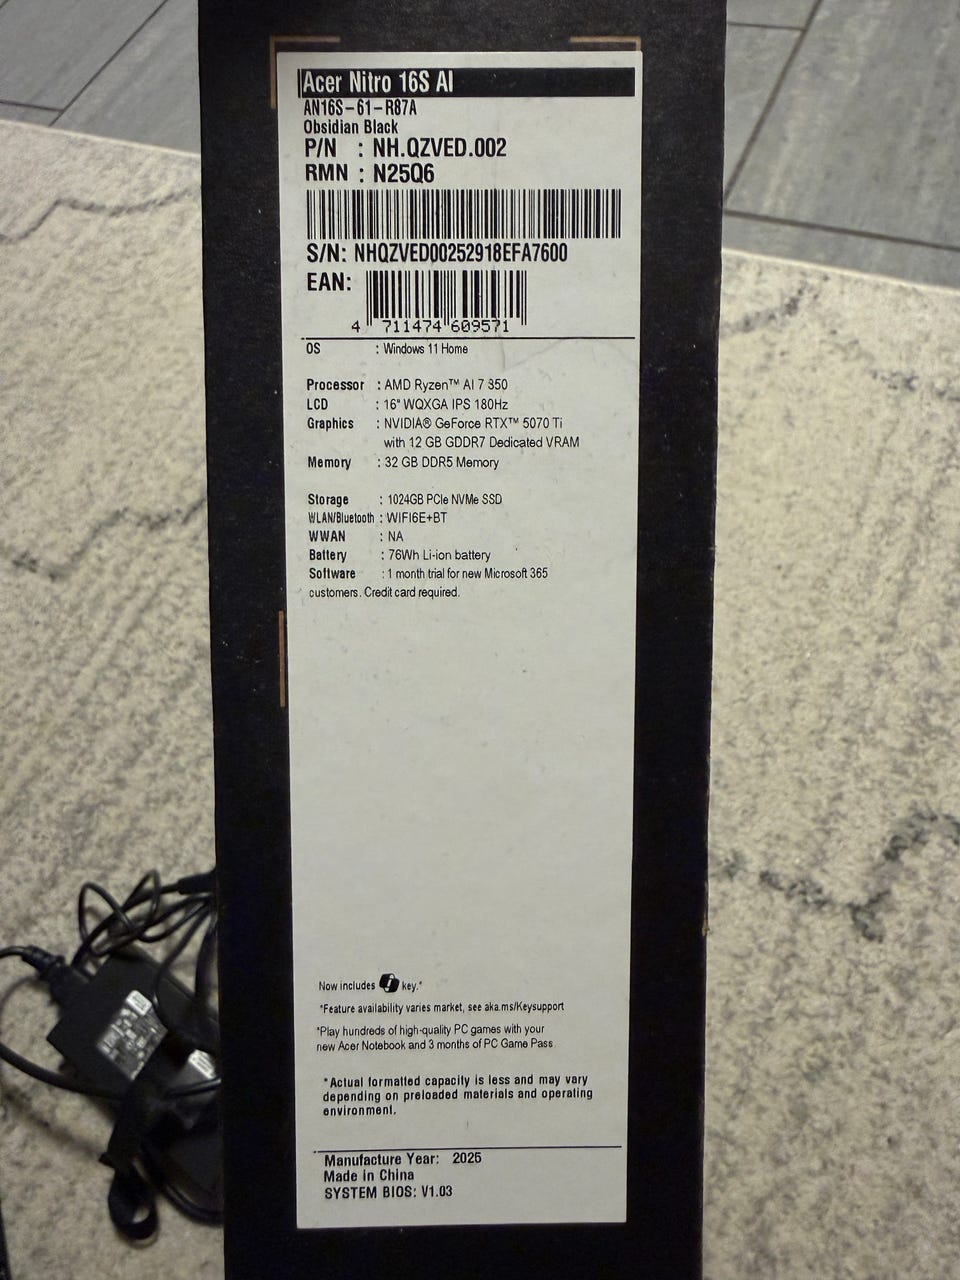 Acer Nitro 16S AI
AN16S-61-R87A
Obsidian Black
P/N : NH.QZVED.002
RMN : N25Q6
S/N: NHQZVED00252918EFA7600
EAN:
4 711474 609571
OS : Windows 11 Home
Processor : AMD Ryzen™ AI 7 350
LCD : 16" WQXGA IPS 180Hz
Graphics : NVIDIA® GeForce RTX™ 5070 Ti
with 12 GB GDDR7 Dedicated VRAM
Memory : 32 GB DDR5 Memory
Storage : 1024GB PCIe NVMe SSD
WLAN/Bluetooth : WIFI6E+BT
WWAN : NA
Battery : 76Wh Li-ion battery
Software : 1 month trial for new Microsoft 365
customers. Credit card required.
Now includes key.*
*Feature availability varies market, see aka.ms/Keysupport
*Play hundreds of high-quality PC games with your
new Acer Notebook and 3 months of PC Game Pass
*Actual formatted capacity is less and may vary
depending on preloaded materials and operating
environment.
Manufacture Year: 2025
Made in China
SYSTEM BIOS: V1.03